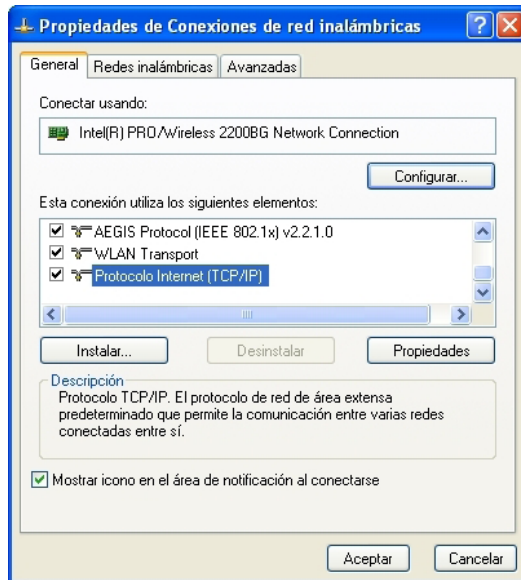 Propiedades de Conexiones de red inalámbricas
General Redes inalámbricas Avanzadas
Conectar usando:
Intel(R) PRO/Wireless 2200BG Network Connection
Configurar...
Esta conexión utiliza los siguientes elementos:
AEGIS Protocol (IEEE 802.1x) v2.2.1.0
WLAN Transport
Protocolo Internet (TCP/IP)
Instalar... Desinstalar Propiedades
Descripción
Protocolo TCP/IP. El protocolo de red de área extensa
predeterminado que permite la comunicación entre varias redes
conectadas entre sí.
Mostrar icono en el área de notificación al conectarse
Aceptar Cancelar